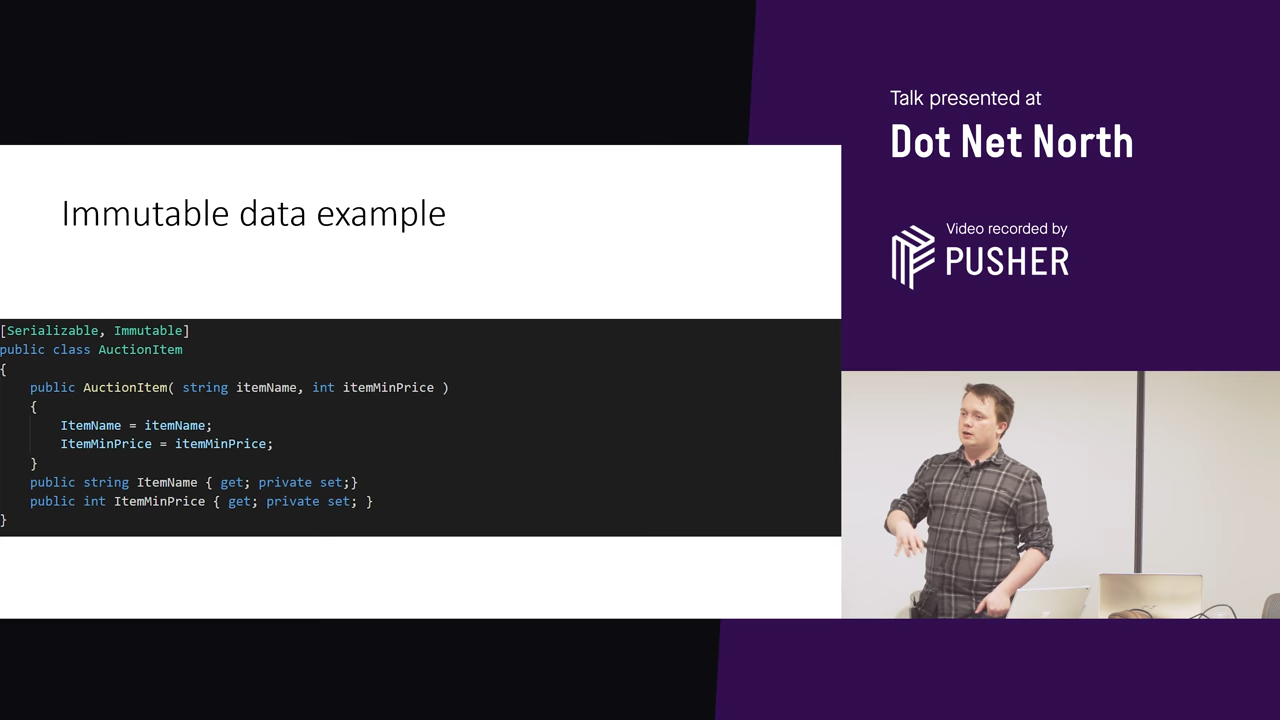 Talk presented at
Dot Net North
Video recorded by
PUSHER
Immutable data example
[Serializable, Immutable]
public class AuctionItem
{
    public AuctionItem( string itemName, int itemMinPrice )
    {
        ItemName = itemName;
        ItemMinPrice = itemMinPrice;
    }
    public string ItemName { get; private set;}
    public int ItemMinPrice { get; private set; }
}